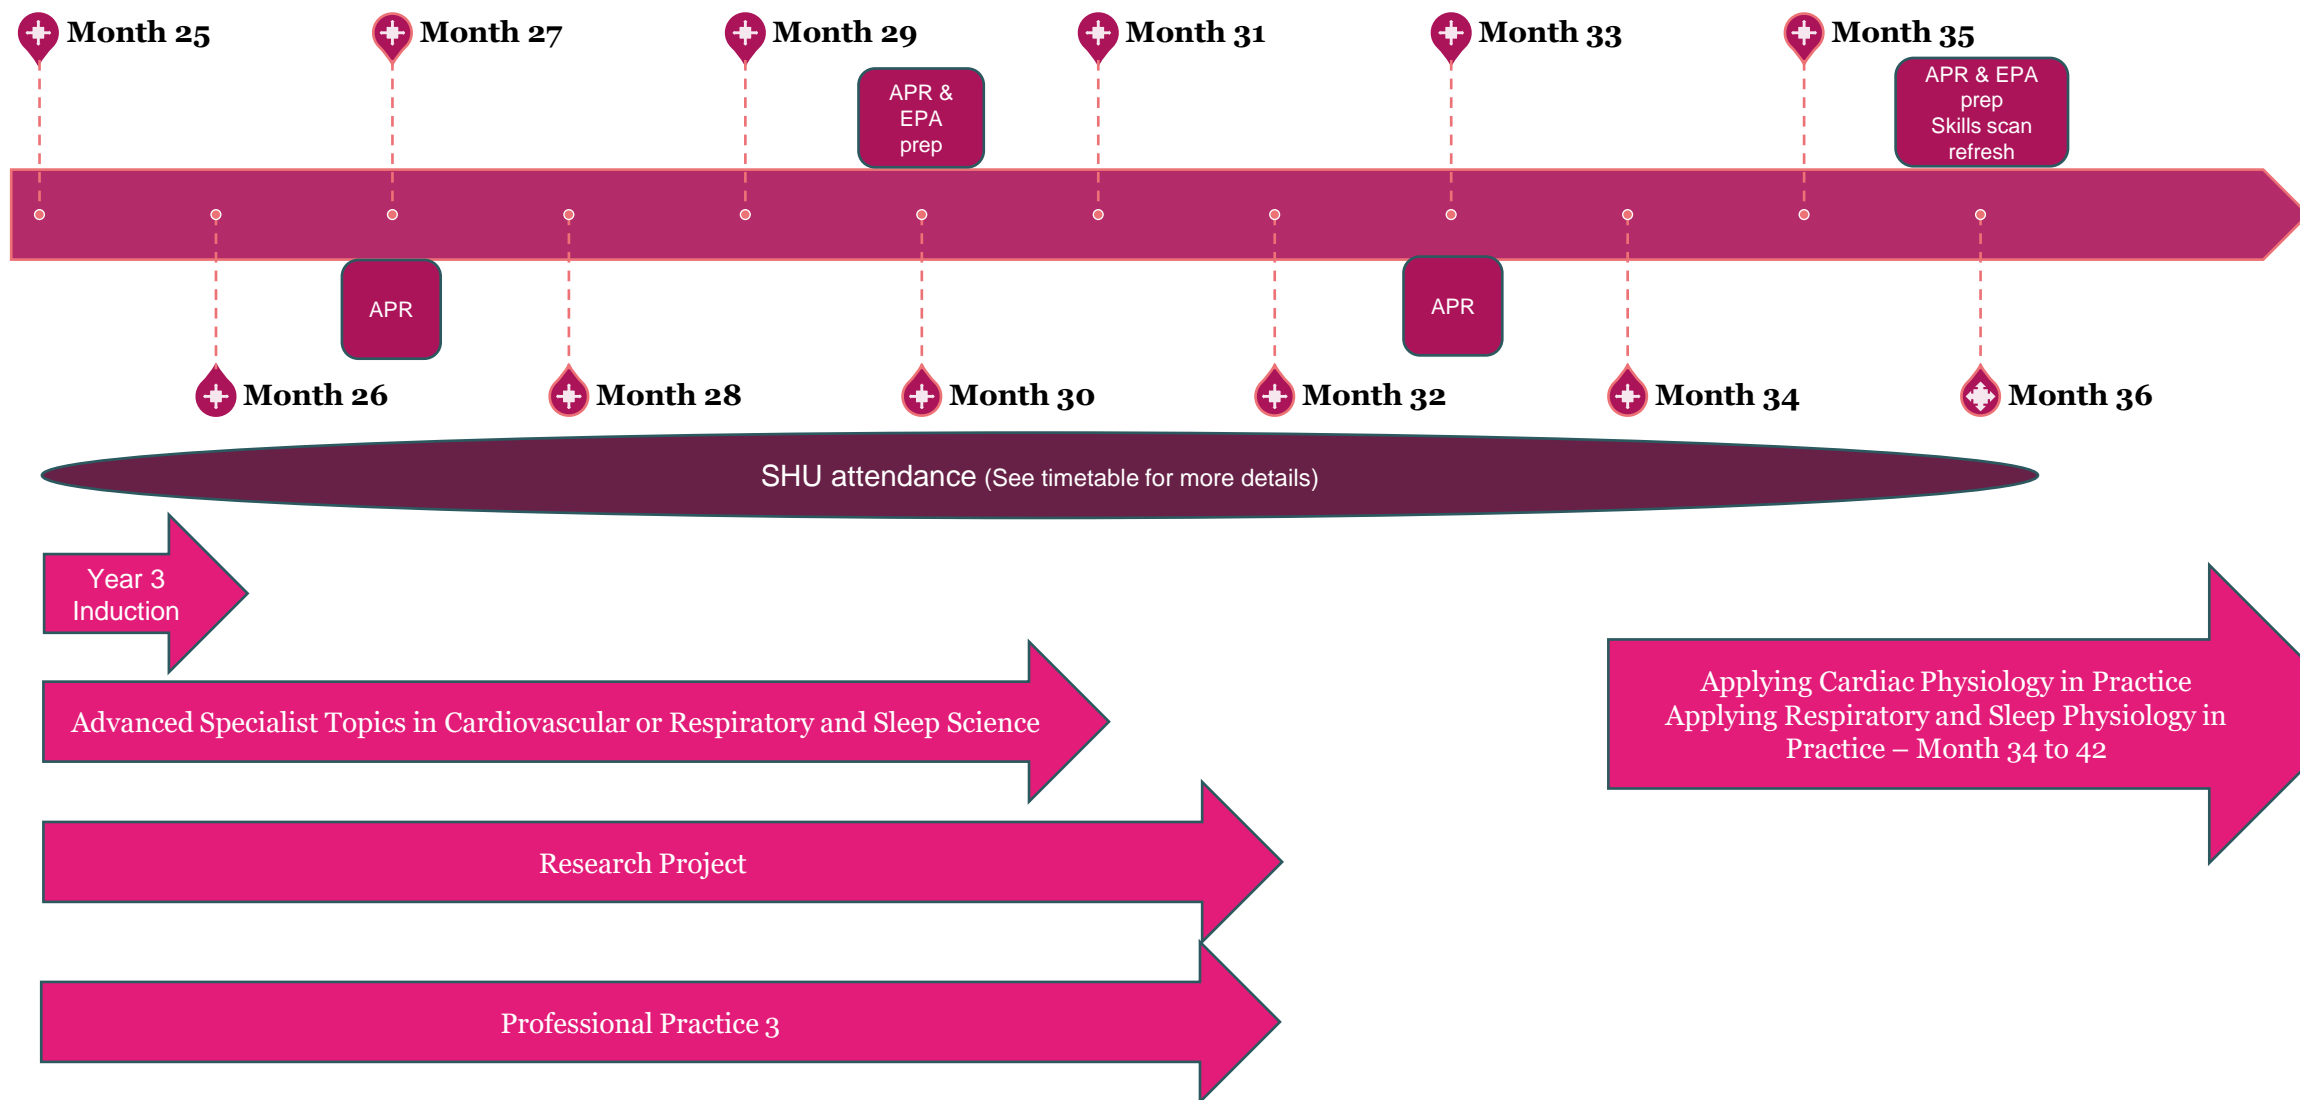 Month 25
Month 27
Month 29
Month 31
Month 33
Month 35
APR &
EPA
prep
APR & EPA
prep
Skills scan
refresh
APR
APR
Month 26
Month 28
Month 30
Month 32
Month 34
Month 36
SHU attendance (See timetable for more details)
Year 3
Induction
Advanced Specialist Topics in Cardiovascular or Respiratory and Sleep Science
Applying Cardiac Physiology in Practice
Applying Respiratory and Sleep Physiology in
Practice – Month 34 to 42
Research Project
Professional Practice 3